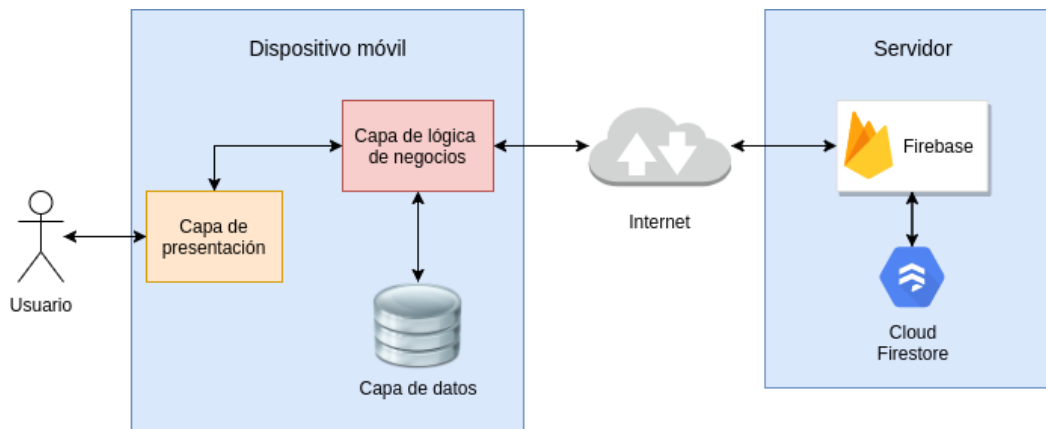 Dispositivo móvil
Servidor
Capa de lógica
de negocios
Firebase
Internet
Capa de
presentación
Usuario
Capa de datos
Cloud
Firestore